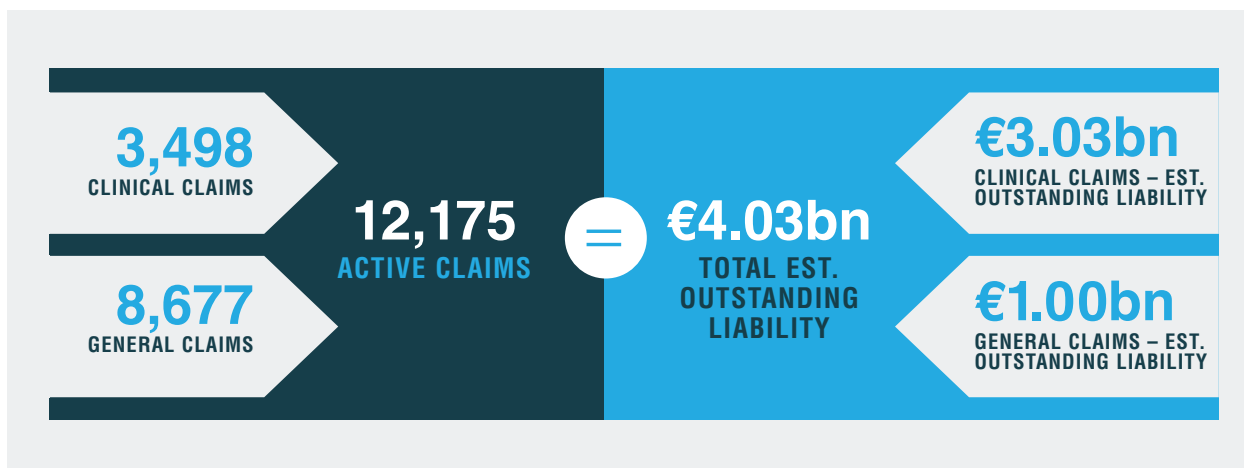 3,498
CLINICAL CLAIMS
8,677
GENERAL CLAIMS
12,175
ACTIVE CLAIMS
=
€4.03bn
TOTAL EST.
OUTSTANDING
LIABILITY
€3.03bn
CLINICAL CLAIMS – EST.
OUTSTANDING LIABILITY
€1.00bn
GENERAL CLAIMS – EST.
OUTSTANDING LIABILITY